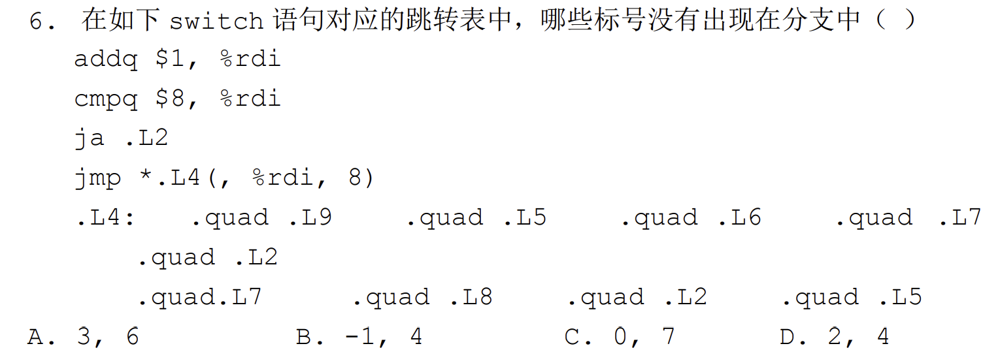 6. 在如下 switch 语句对应的跳转表中，哪些标号没有出现在分支中（ ）
addq $1, %rdi
cmpq $8, %rdi
ja .L2
jmp *.L4(, %rdi, 8)
.L4: .quad .L9 .quad .L5 .quad .L6 .quad .L7
.quad .L2
.quad.L7 .quad .L8 .quad .L2 .quad .L5
A. 3, 6 B. -1, 4 C. 0, 7 D. 2, 4